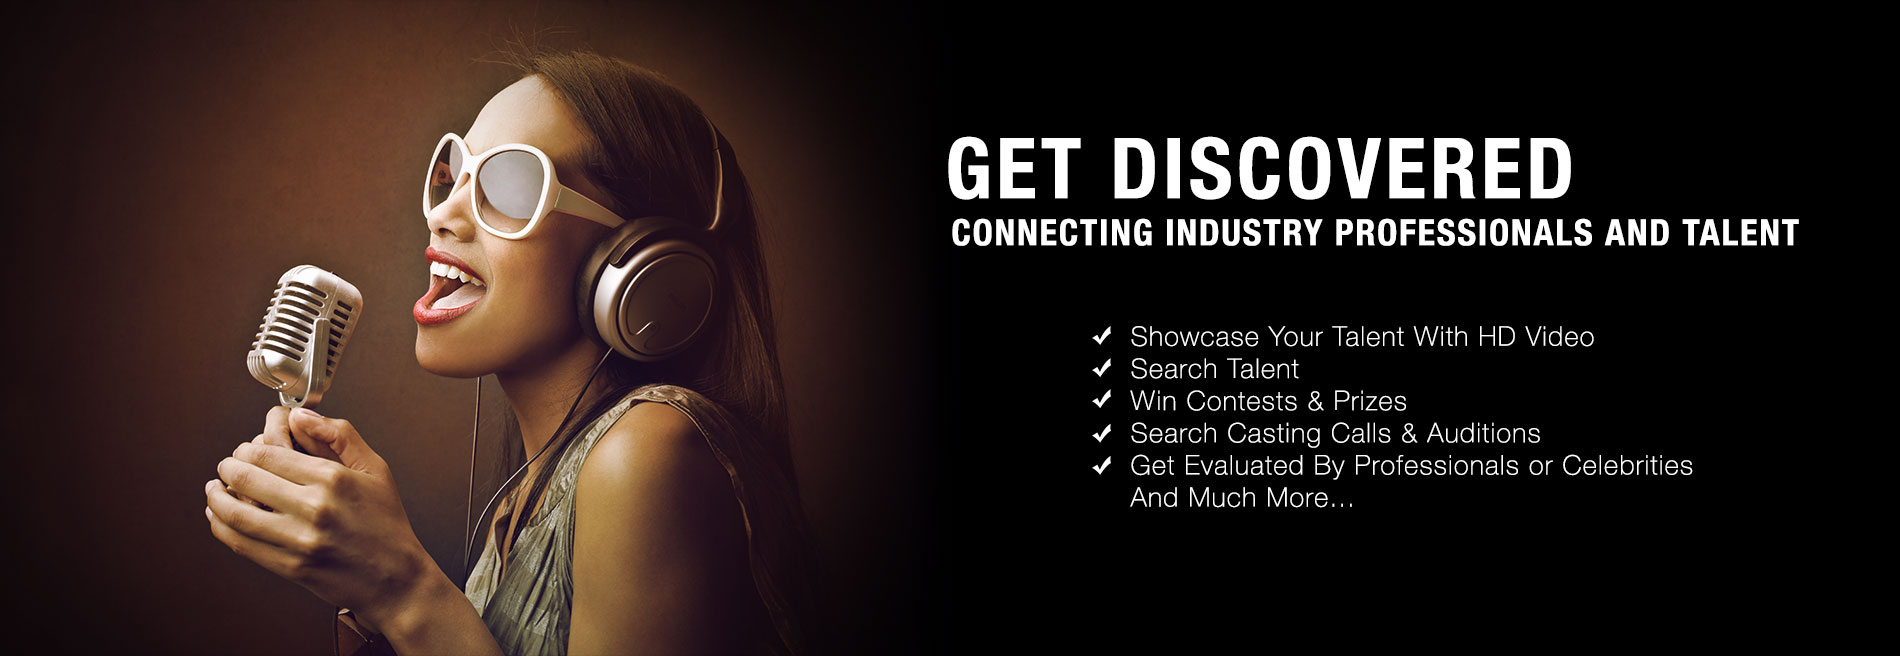 GET DISCOVERED
CONNECTING INDUSTRY PROFESSIONALS AND TALENT
Showcase Your Talent With HD Video
Search Talent
Win Contests & Prizes
Search Casting Calls & Auditions
Get Evaluated By Professionals or Celebrities
And Much More...